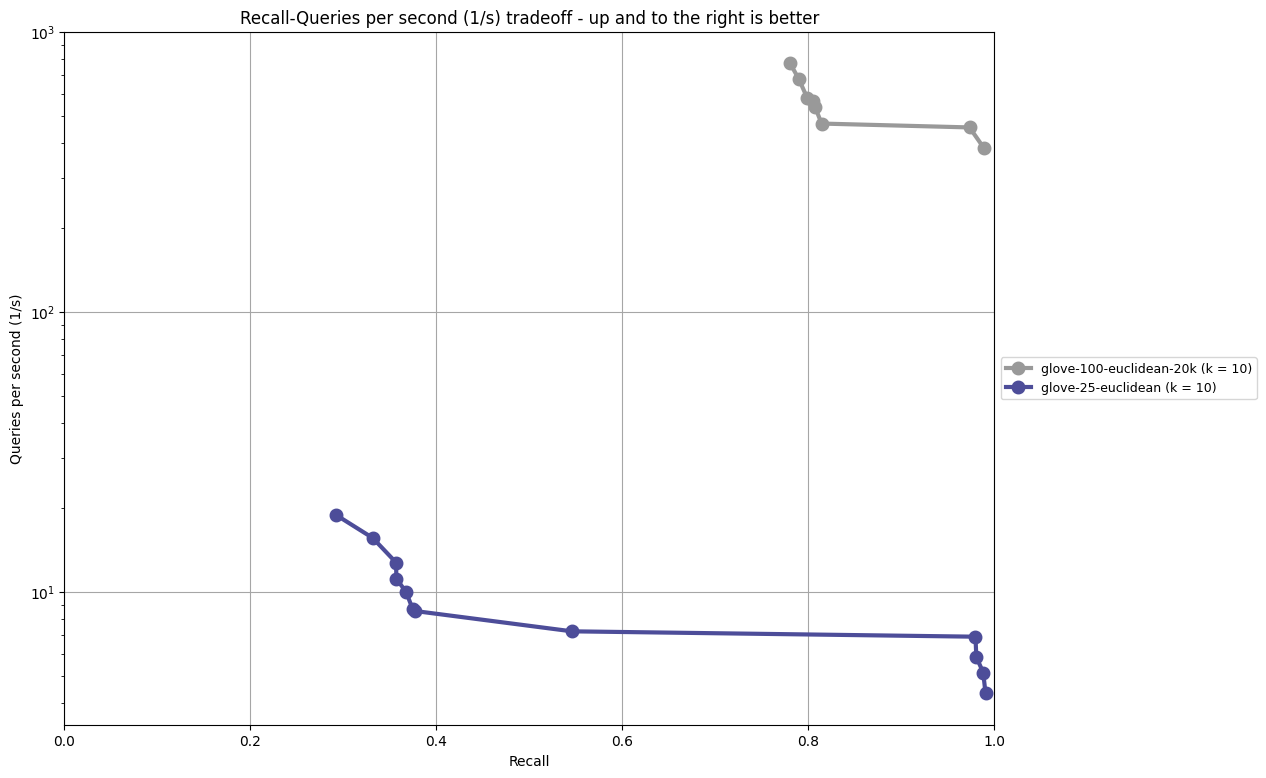 Recall-Queries per second (1/s) tradeoff - up and to the right is better
Queries per second (1/s)
10³
10²
10¹
0.0 0.2 0.4 0.6 0.8 1.0
Recall
glove-100-euclidean-20k (k = 10)
glove-25-euclidean (k = 10)